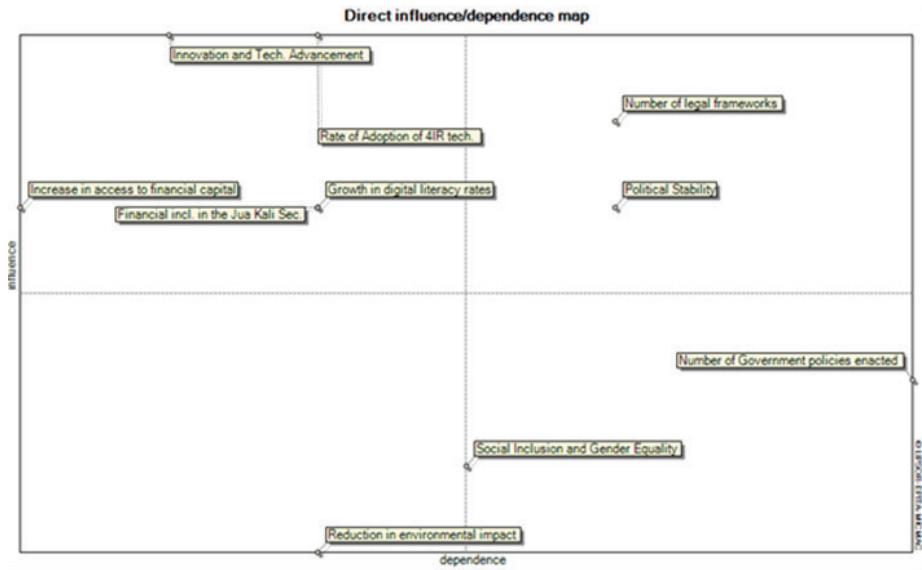 Direct influence/dependence map
Innovation and Tech. Advancement
Number of legal frameworks
Rate of Adoption of 4IR tech.
Increase in access to financial capital
Growth in digital literacy rates
Political Stability
Financial incl. in the Jua Kali Sec.
influence
Number of Government policies enacted
Social Inclusion and Gender Equality
Reduction in environmental impact
dependence